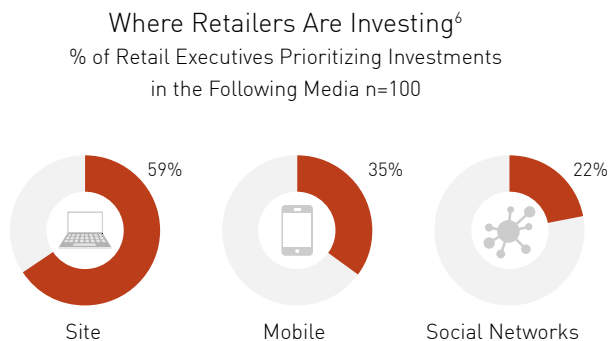 Where Retailers Are Investing⁶
% of Retail Executives Prioritizing Investments
in the Following Media n=100
59%
35%
22%
Site
Mobile
Social Networks